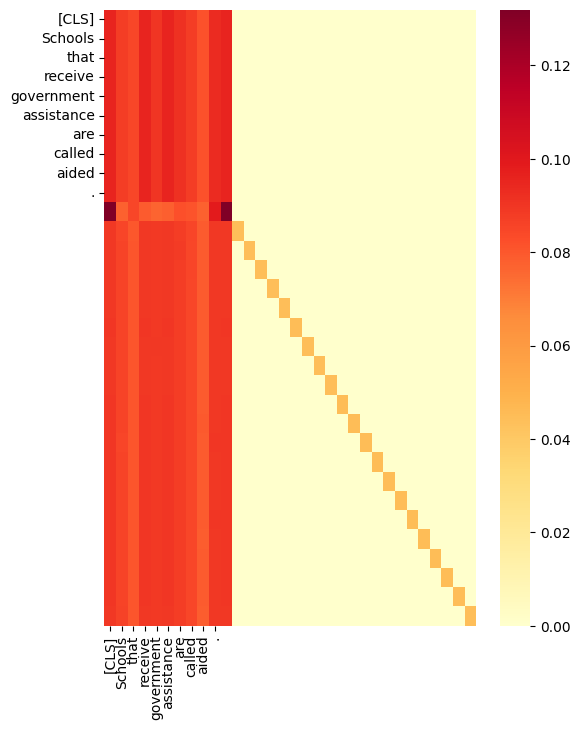 [CLS]
Schools
that
receive
government
assistance
are
called
aided
.
0.12
0.10
0.08
0.06
0.04
0.02
0.00
[CLS]
Schools
that
receive
government
assistance
are
called
aided
.